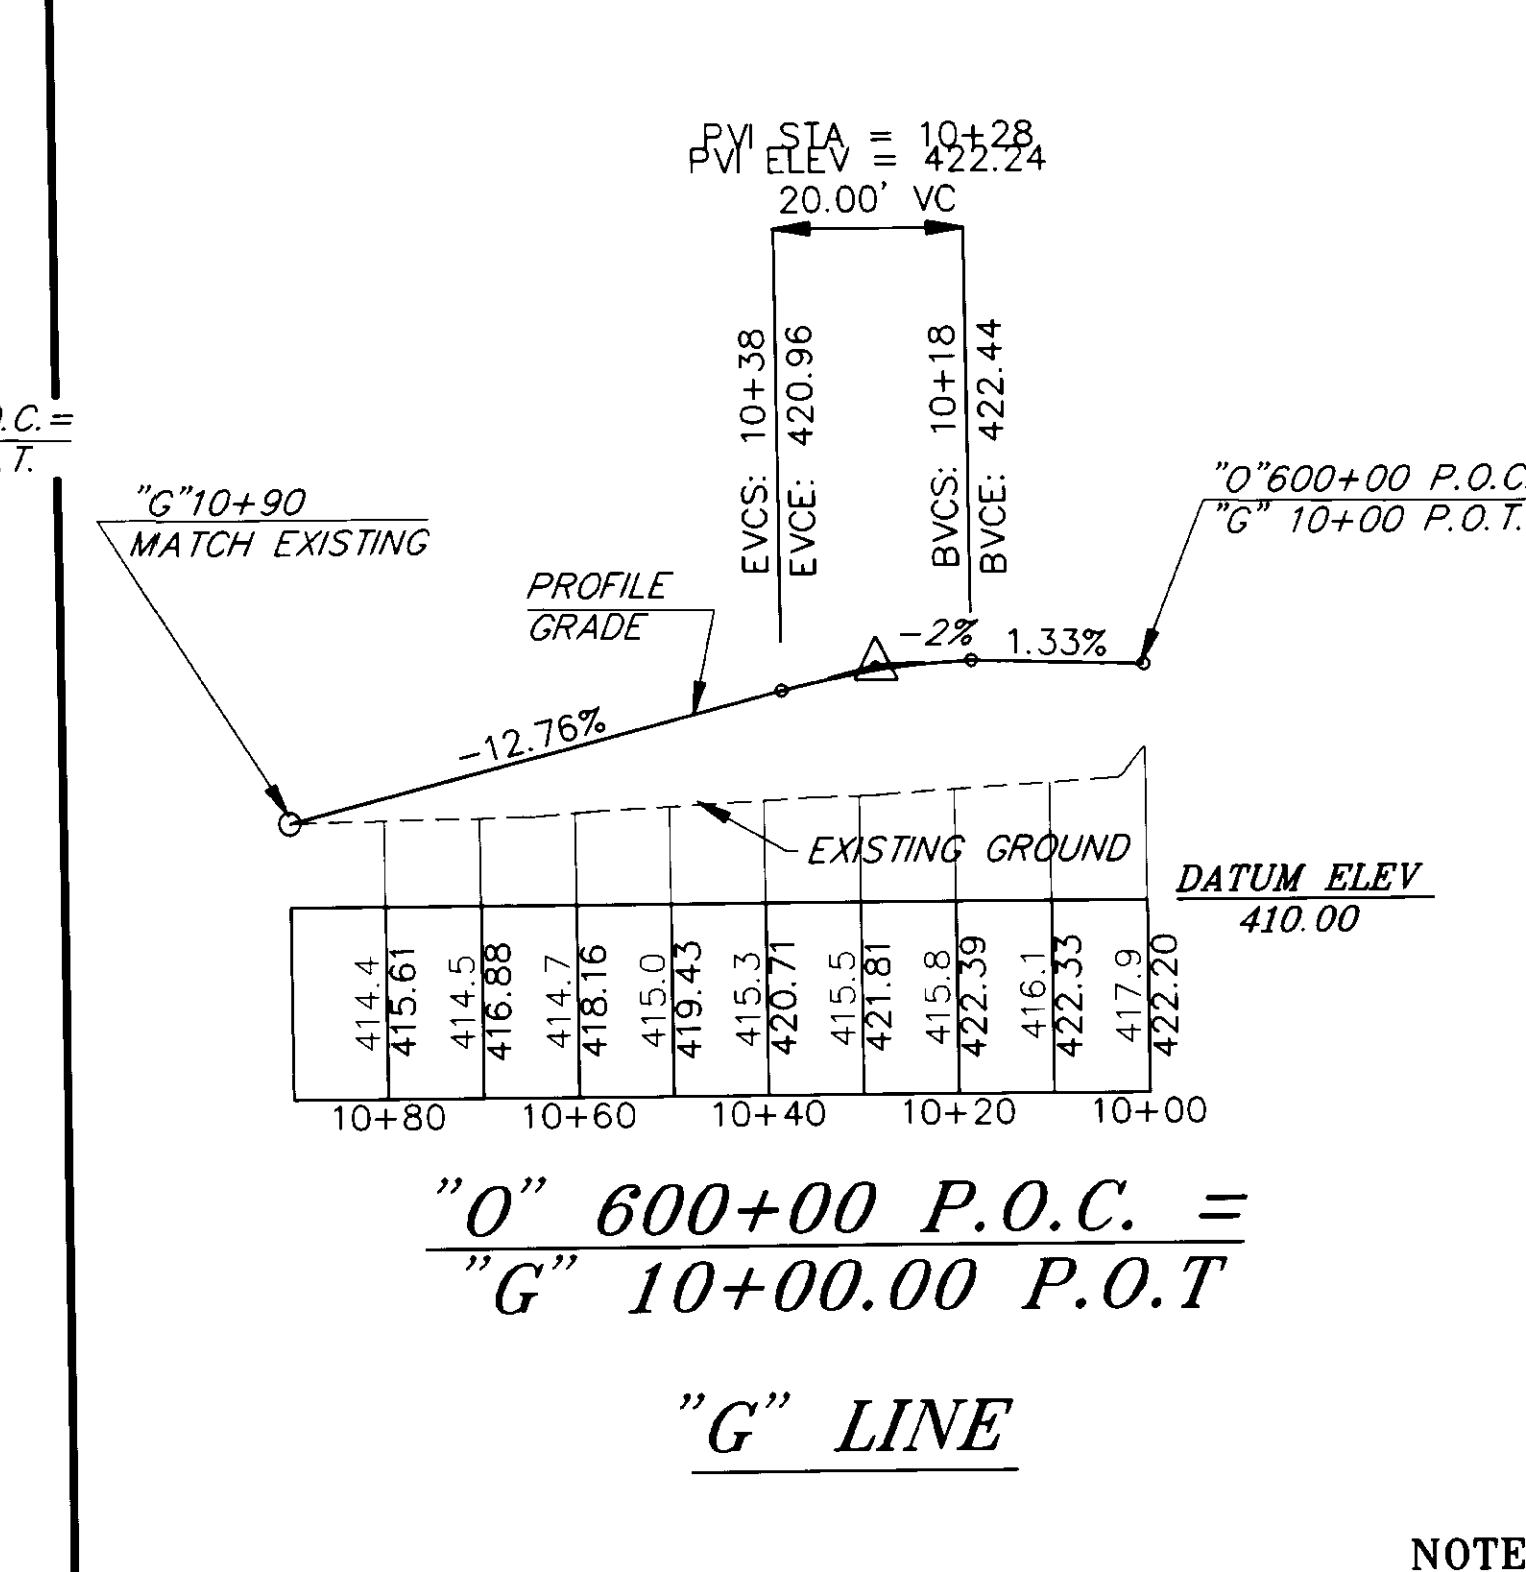 PVI STA = 10+28
PVI ELEV = 422.24
20.00' VC
EVCS: 10+38
EVCE: 420.96
BVCS: 10+18
BVCE: 422.44
.C. =
T.
"G"10+90
MATCH EXISTING
"O"600+00 P.O.C.
"G" 10+00 P.O.T.
PROFILE
GRADE
-2%
1.33%
-12.76%
EXISTING GROUND
DATUM ELEV
410.00
414.4
415.61
414.5
416.88
414.7
418.16
415.0
419.43
415.3
420.71
415.5
421.81
415.8
422.39
416.1
422.33
417.9
422.20
10+80 10+60 10+40 10+20 10+00
"O" 600+00 P.O.C. =
"G" 10+00.00 P.O.T
"G" LINE
NOTE